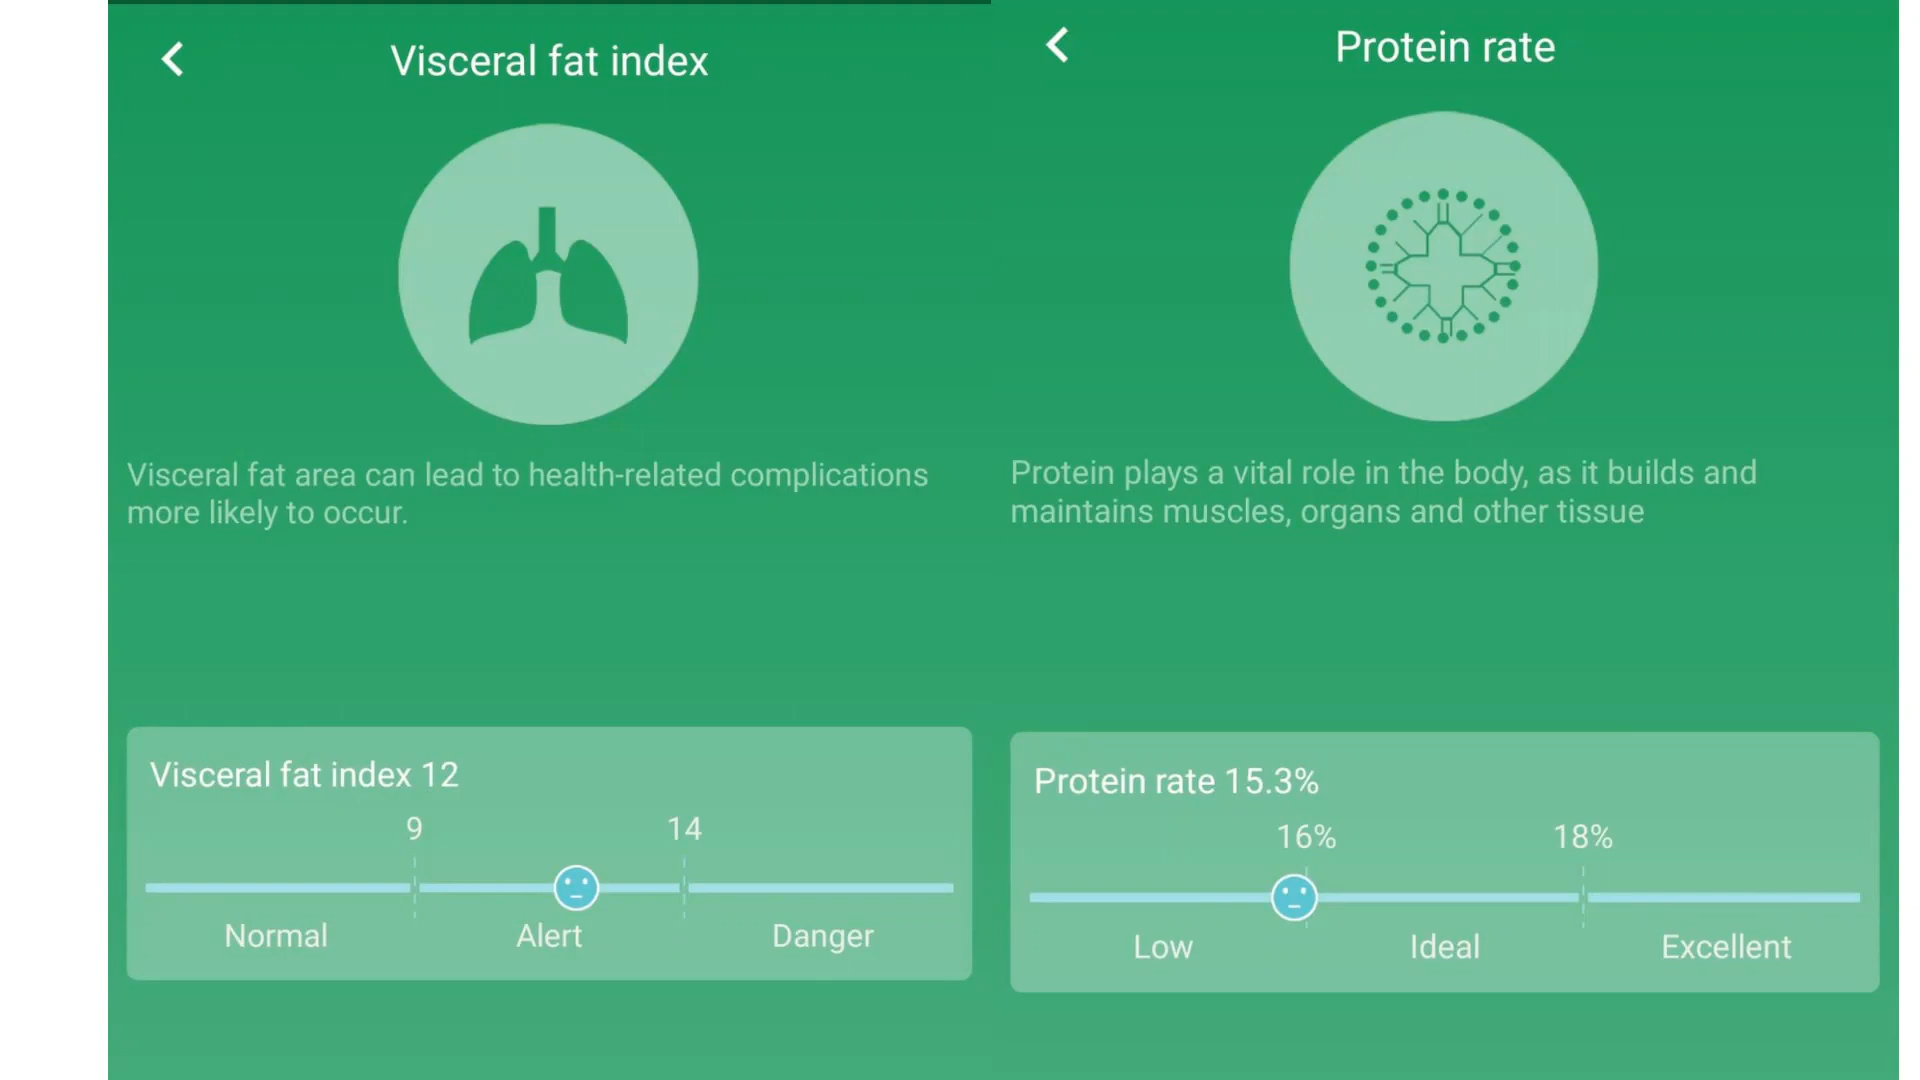 Visceral fat index
Visceral fat area can lead to health-related complications
more likely to occur.
Visceral fat index 12
9 14
Normal Alert Danger
Protein rate
Protein plays a vital role in the body, as it builds and
maintains muscles, organs and other tissue
Protein rate 15.3%
16% 18%
Low Ideal Excellent